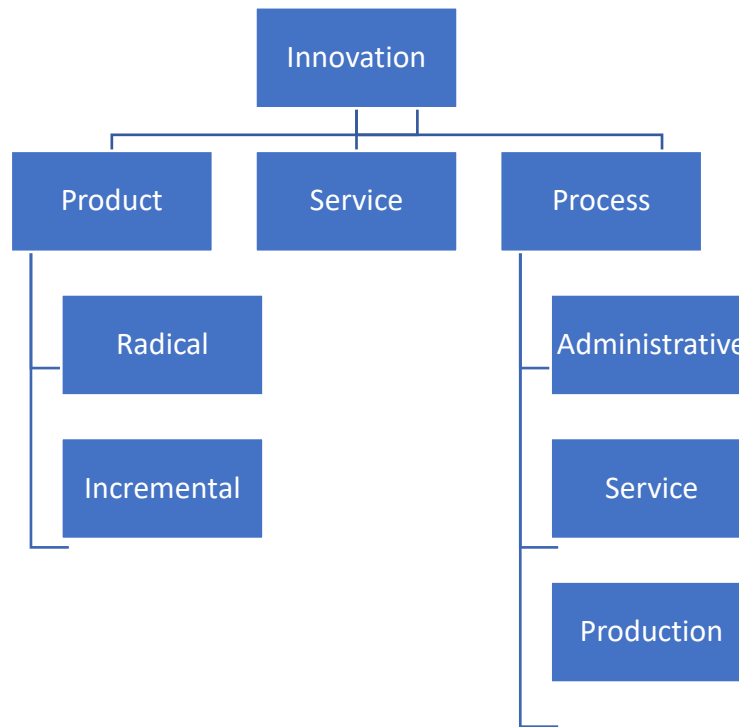 Innovation
Product
Service
Process
Radical
Administrative
Incremental
Service
Production